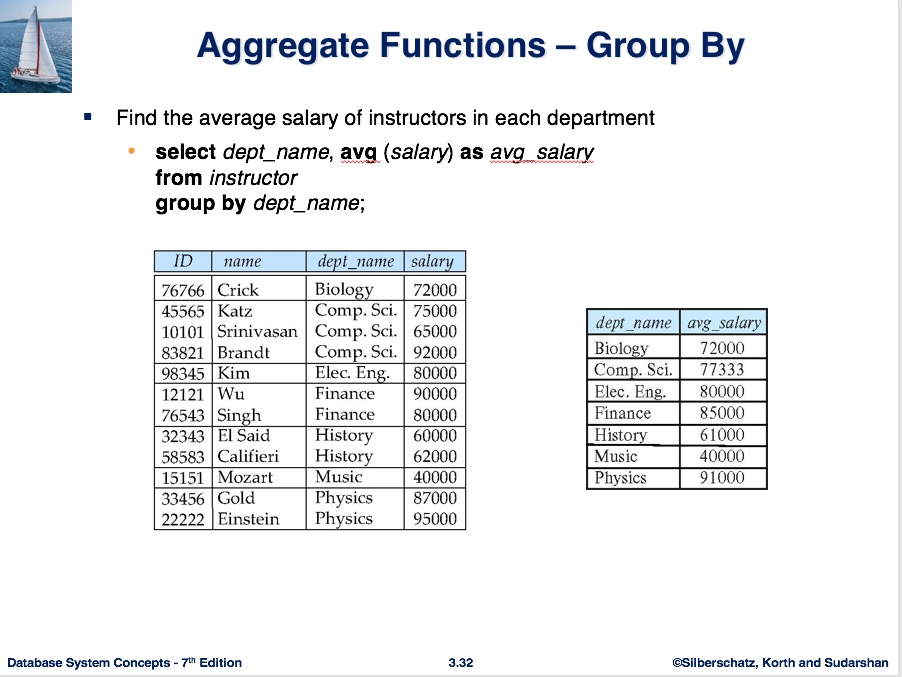 Aggregate Functions – Group By
▪ Find the average salary of instructors in each department
• select dept_name, avg (salary) as avg_salary
from instructor
group by dept_name;
ID name dept_name salary
76766 Crick Biology 72000
45565 Katz Comp. Sci. 75000
10101 Srinivasan Comp. Sci. 65000
83821 Brandt Comp. Sci. 92000
98345 Kim Elec. Eng. 80000
12121 Wu Finance 90000
76543 Singh Finance 80000
32343 El Said History 60000
58583 Califieri History 62000
15151 Mozart Music 40000
33456 Gold Physics 87000
22222 Einstein Physics 95000
dept_name avg_salary
Biology 72000
Comp. Sci. 77333
Elec. Eng. 80000
Finance 85000
History 61000
Music 40000
Physics 91000
Database System Concepts - 7th Edition 3.32 ©Silberschatz, Korth and Sudarshan